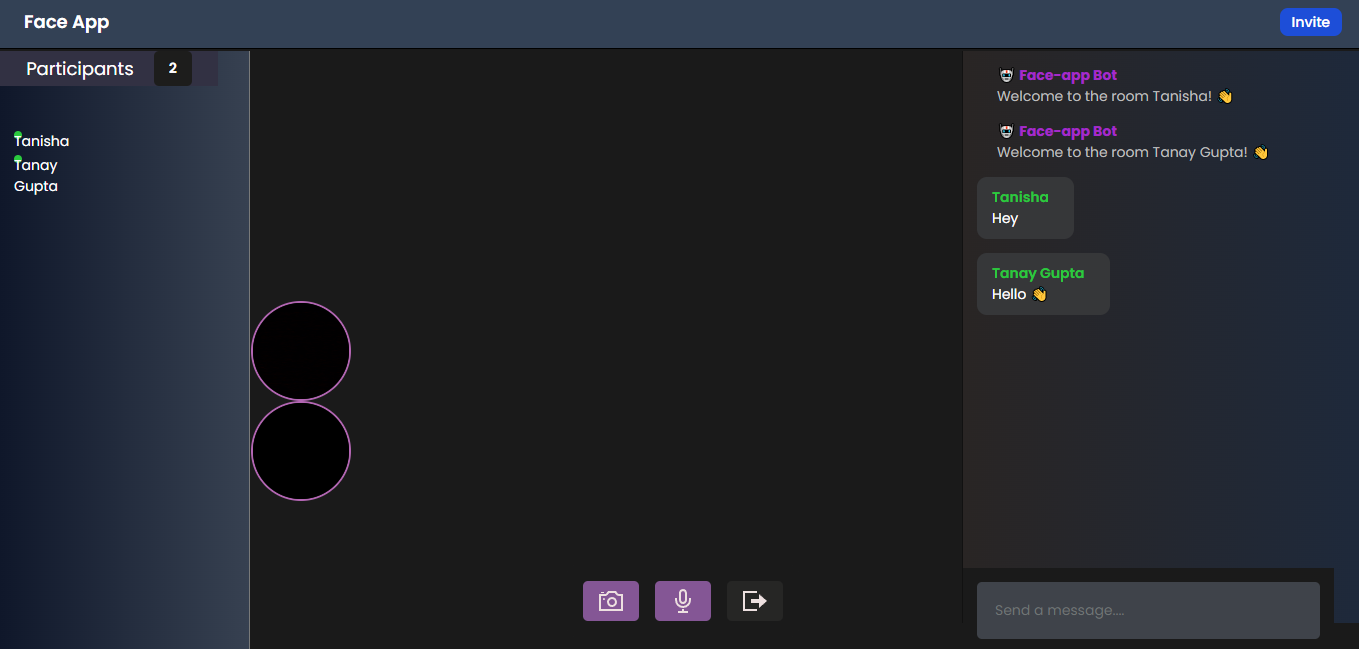 Face App
Invite
Participants 2
Tanisha
Tanay
Gupta
Face-app Bot
Welcome to the room Tanisha! 👋
Face-app Bot
Welcome to the room Tanay Gupta! 👋
Tanisha
Hey
Tanay Gupta
Hello 👋
Send a message....